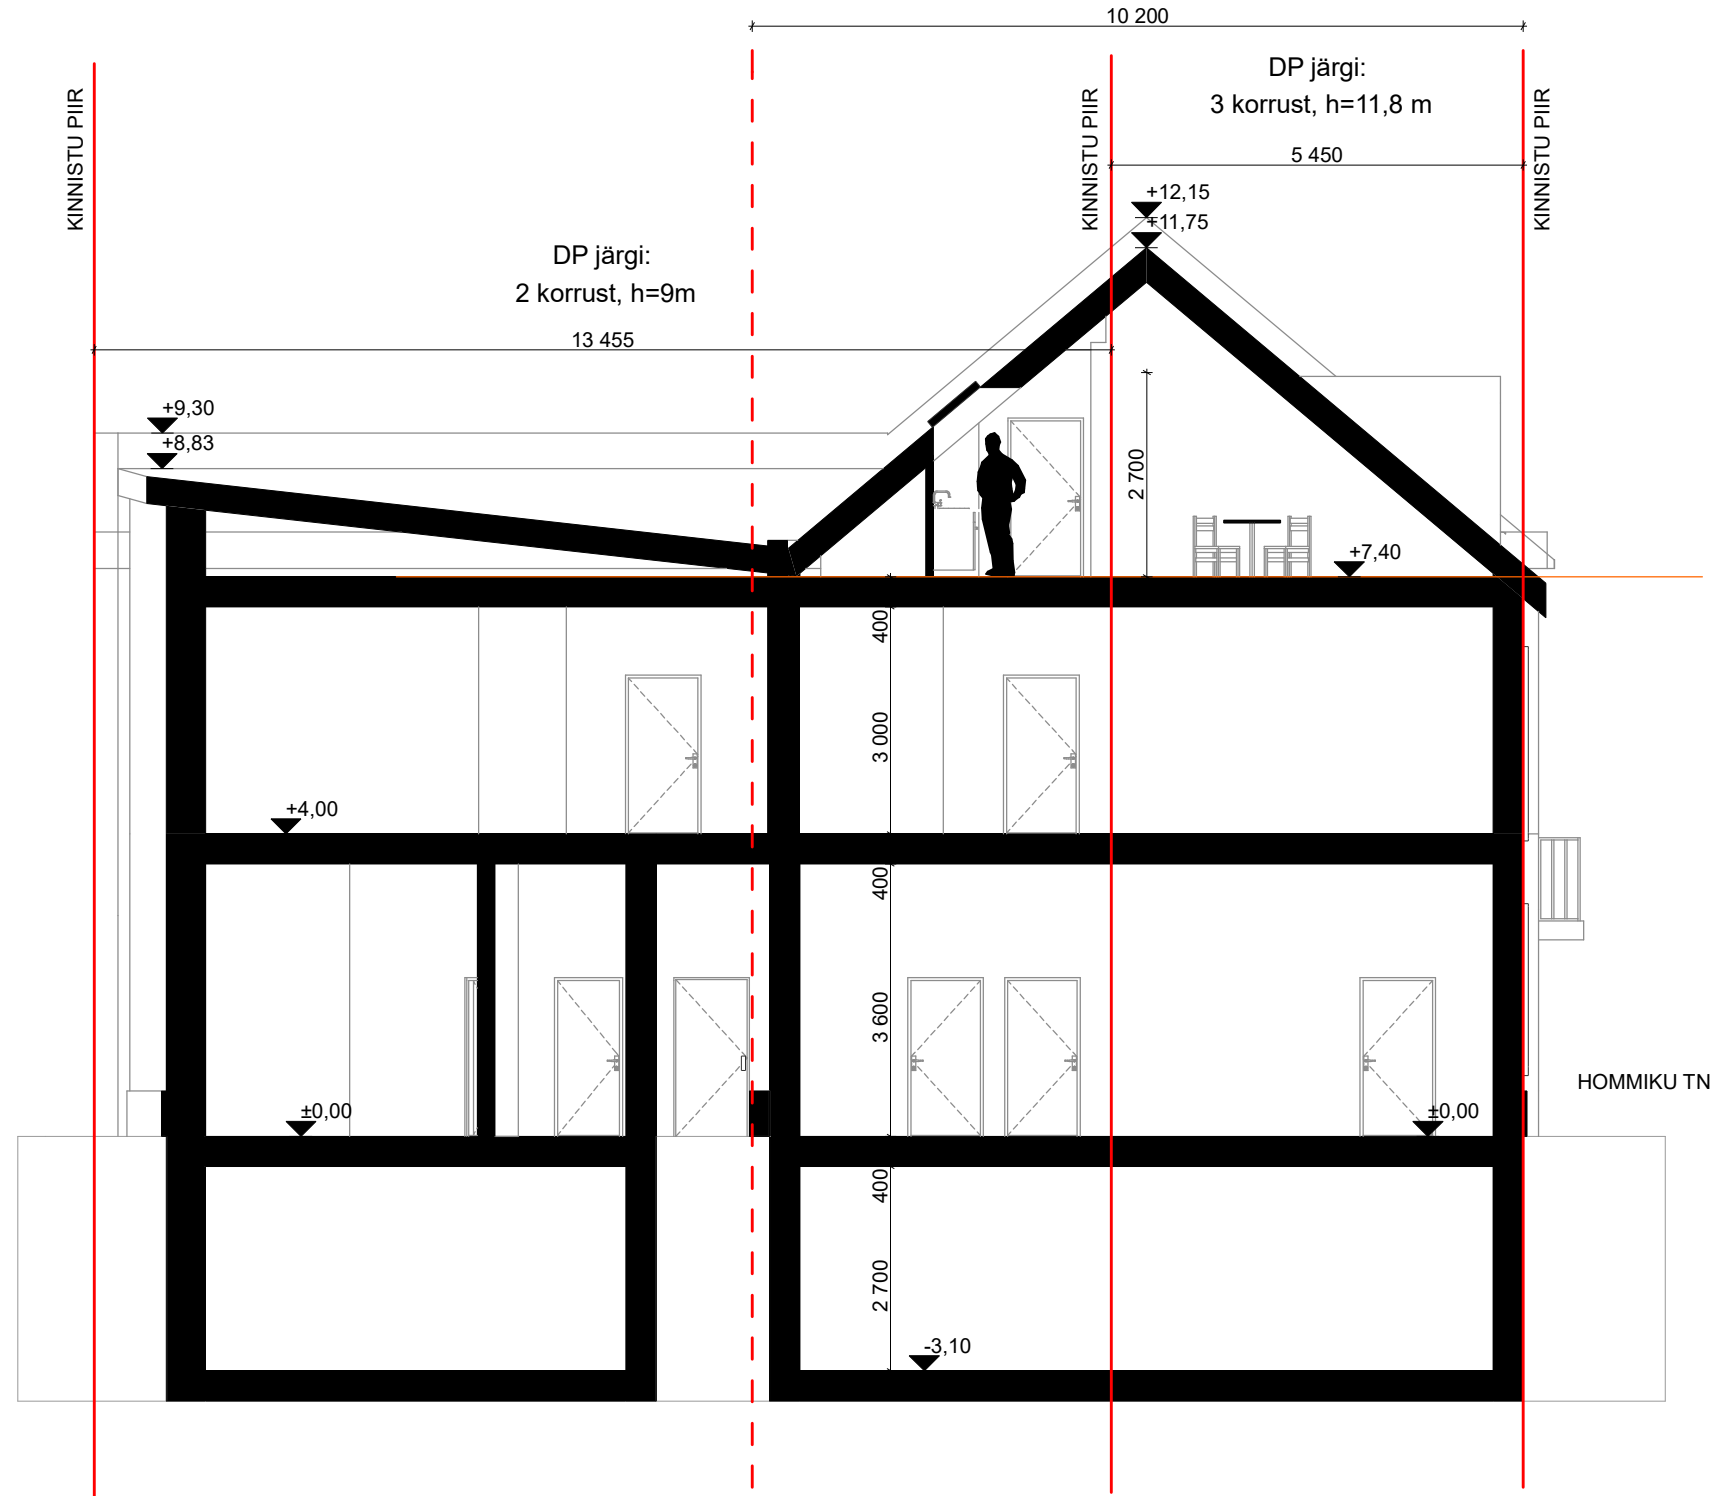 10 200
DP järgi:
3 korrust, h=11,8 m
KINNISTU PIIR
KINNISTU PIIR
KINNISTU PIIR
5 450
+12,15
+11,75
DP järgi:
2 korrust, h=9m
13 455
+9,30
+8,83
2 700
+7,40
400
3 000
+4,00
400
3 600
HOMMIKU TN
±0,00
±0,00
400
2 700
-3,10